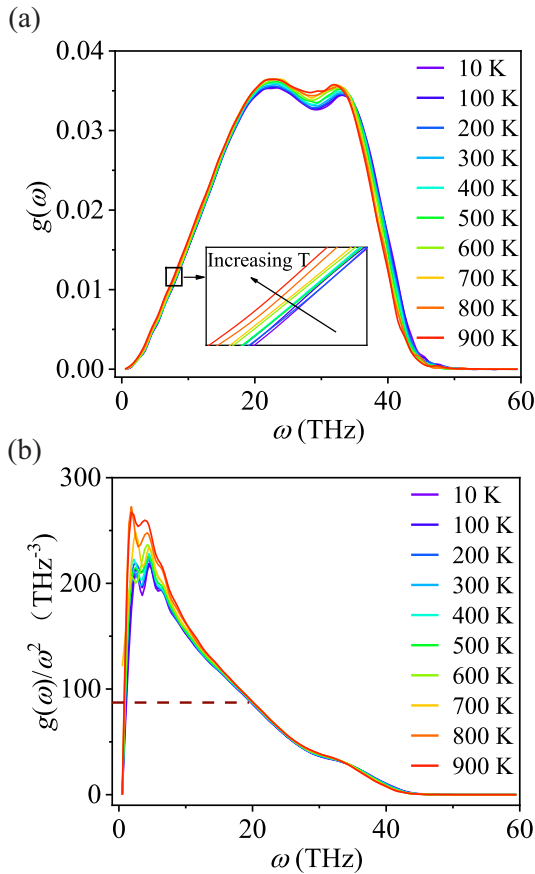 (a)
0.04
0.03
0.02
0.01
0.00
g(ω)
10 K
100 K
200 K
300 K
400 K
500 K
600 K
700 K
800 K
900 K
Increasing T
0 20 40 60
ω (THz)
(b)
300
200
100
0
g(ω)/ω² (THz⁻³)
10 K
100 K
200 K
300 K
400 K
500 K
600 K
700 K
800 K
900 K
0 20 40 60
ω (THz)